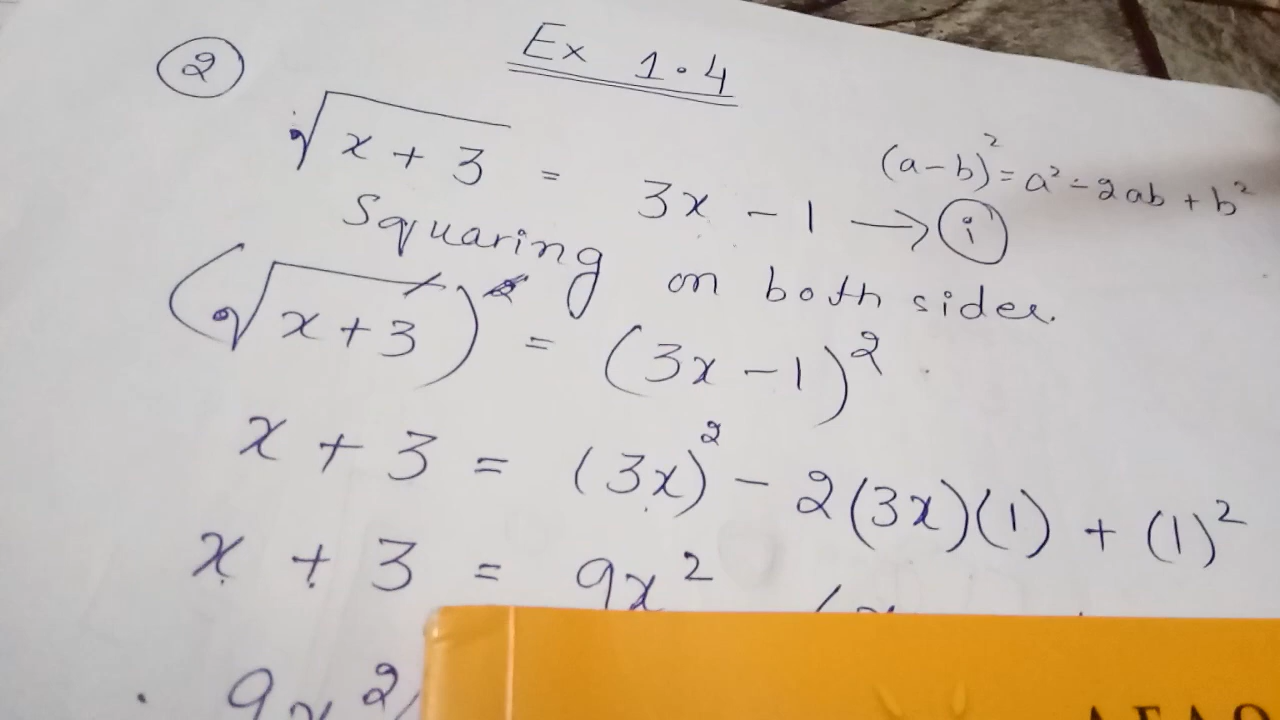 Ex 1.4
②
√(x + 3) = 3x - 1 → ⓘ
(a-b)² = a² - 2ab + b²
Squaring on both sides.
(√(x+3))² = (3x - 1)²
x + 3 = (3x)² - 2(3x)(1) + (1)²
x + 3 = 9x²
9x²